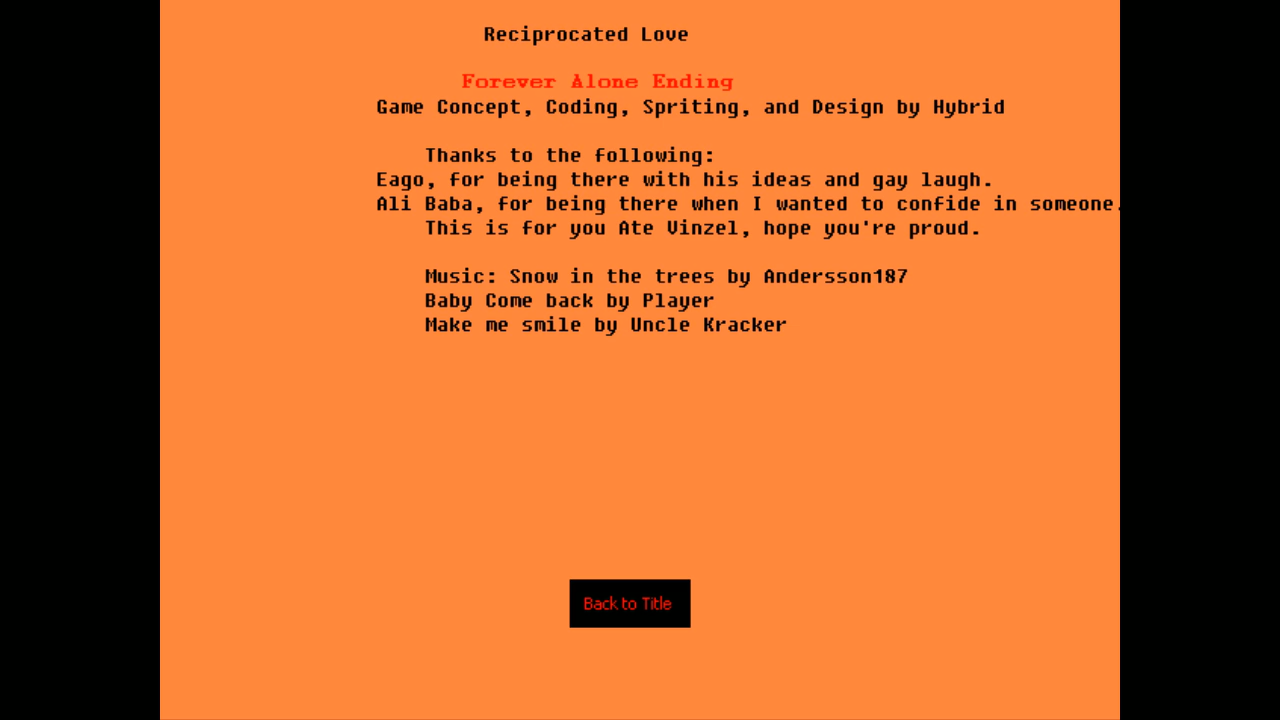 Reciprocated Love
Forever Alone Ending
Game Concept, Coding, Spriting, and Design by Hybrid
Thanks to the following:
Eago, for being there with his ideas and gay laugh.
Ali Baba, for being there when I wanted to confide in someone.
This is for you Ate Vinzel, hope you're proud.
Music: Snow in the trees by Andersson187
Baby Come back by Player
Make me smile by Uncle Kracker
Back to Title